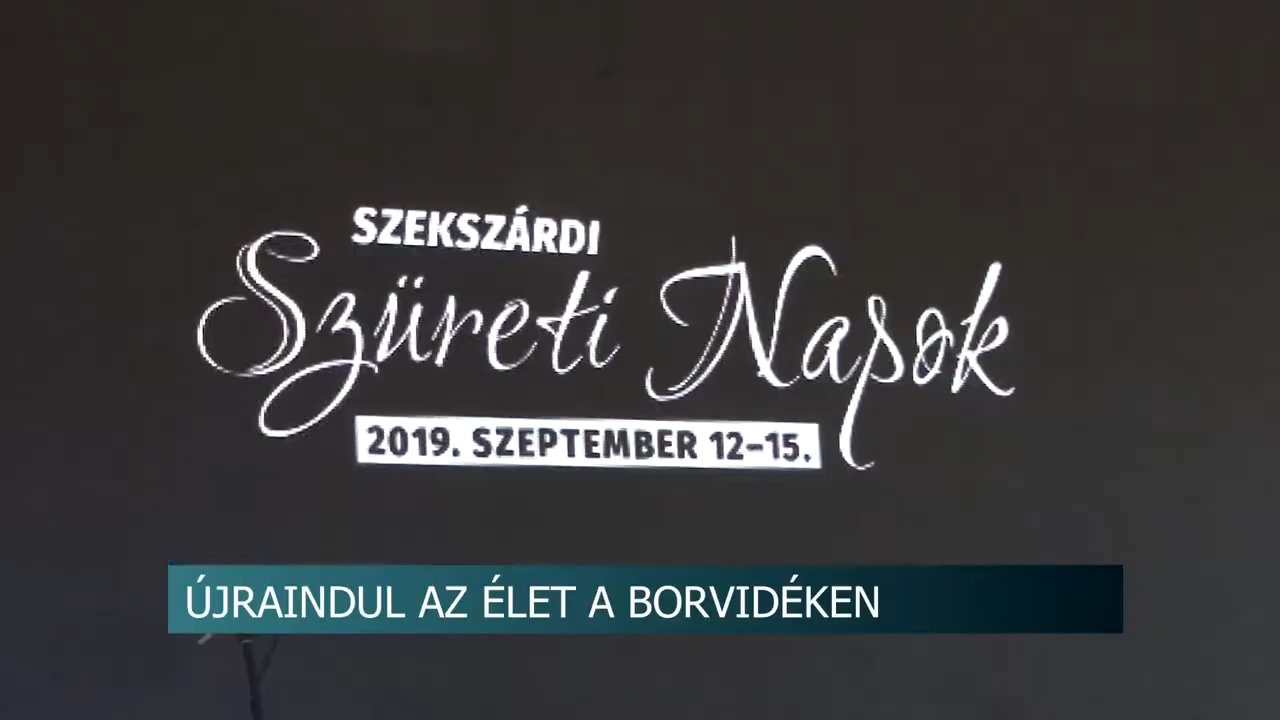 SZEKSZÁRDI
Szüreti Napok
2019. SZEPTEMBER 12-15.
ÚJRAINDUL AZ ÉLET A BORVIDÉKEN